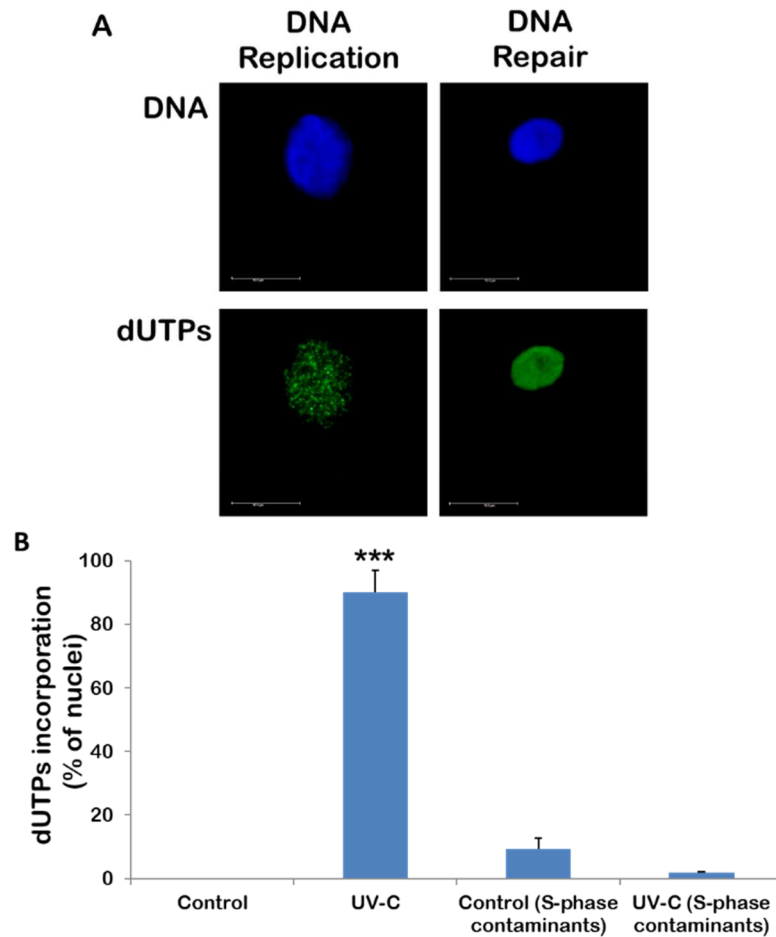 A
DNA
Replication
DNA
Repair
DNA
dUTPs
B
dUTPs incorporation
(% of nuclei)
100
80
60
40
20
0
***
Control
UV-C
Control (S-phase
contaminants)
UV-C (S-phase
contaminants)